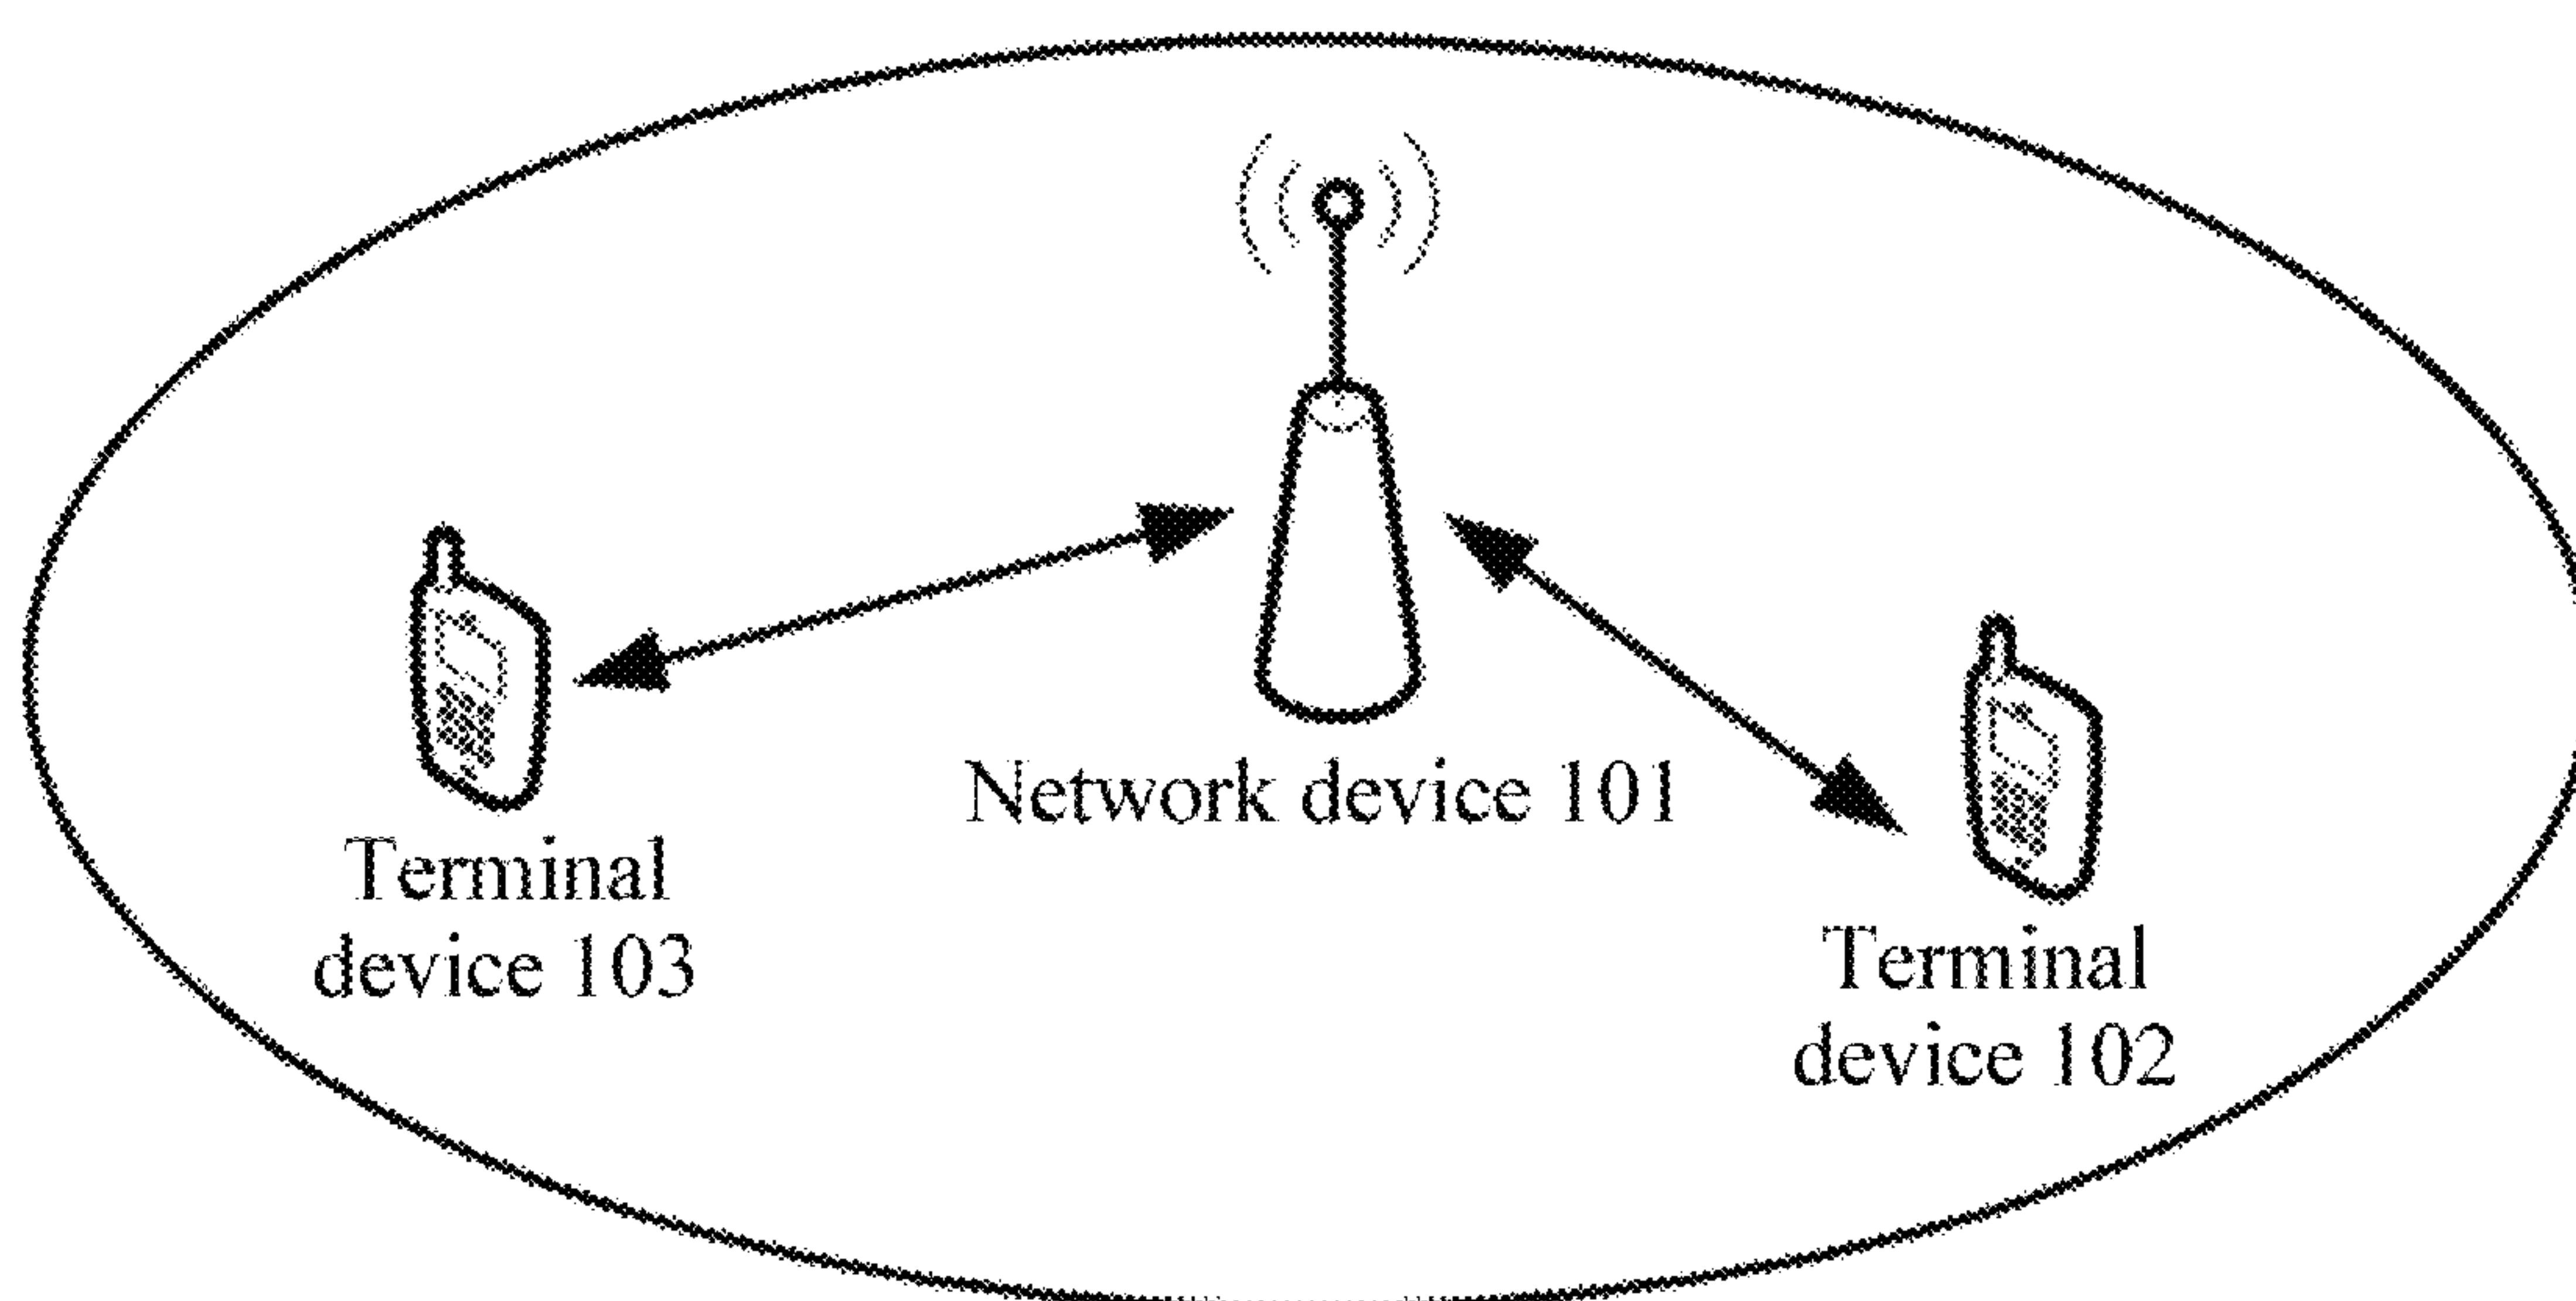 Network device 101
Terminal
device 103
Terminal
device 102